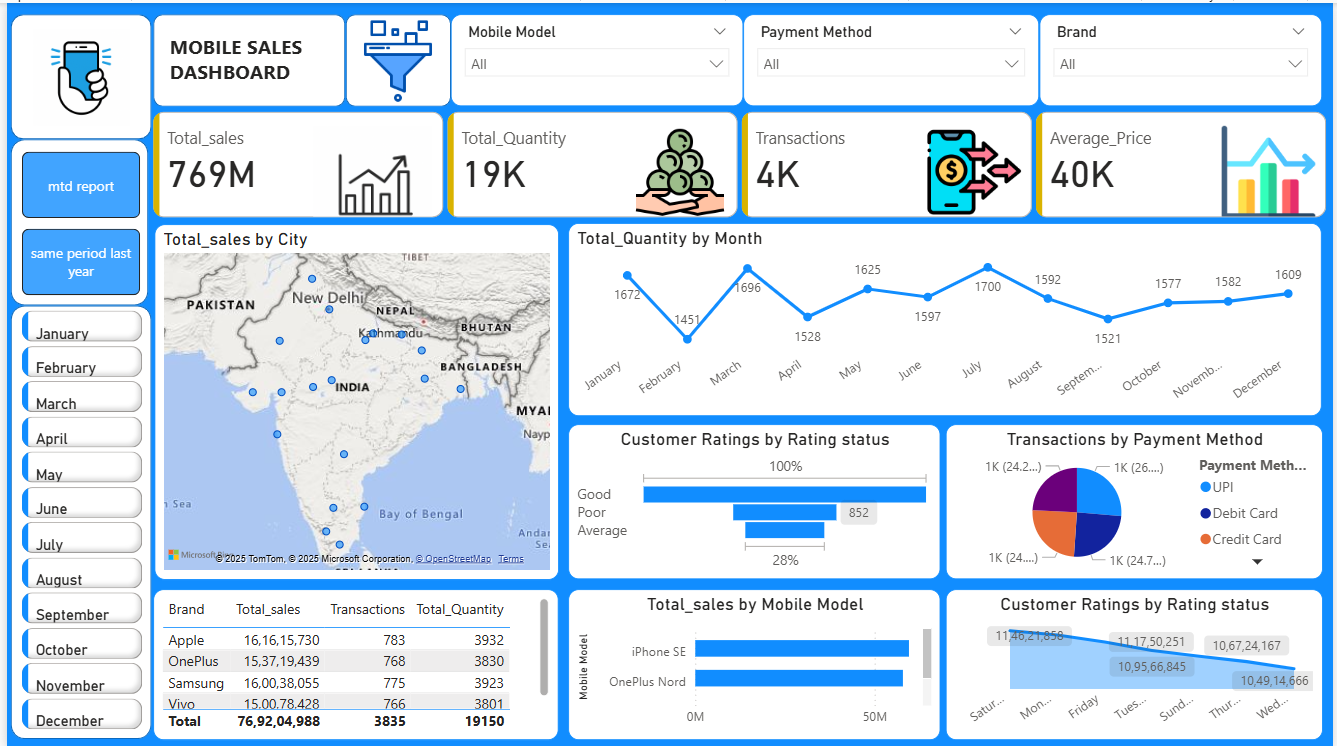 MOBILE SALES
DASHBOARD
Mobile Model
All
Payment Method
All
Brand
All
mtd report
same period last
year
January
February
March
April
May
June
July
August
September
October
November
December
Total_sales
769M
Total_Quantity
19K
Transactions
4K
Average_Price
40K
Total_sales by City
TIBET
PAKISTAN
New Delhi
NEPAL
Kathmandu
BHUTAN
BANGLADESH
INDIA
MYAI
Nayp
n Sea
Bay of Bengal
Andan
Sea
Microsoft Bing
© 2025 TomTom, © 2025 Microsoft Corporation, © OpenStreetMap Terms
Total_Quantity by Month
1672
1451
1696
1528
1625
1597
1700
1592
1521
1577
1582
1609
January
February
March
April
May
June
July
August
Septem...
October
Novemb...
December
Customer Ratings by Rating status
100%
Good
Poor
852
Average
28%
Transactions by Payment Method
1K (24.2...)
1K (26....)
1K (24....)
1K (24.7...)
Payment Meth...
UPI
Debit Card
Credit Card
Brand Total_sales Transactions Total_Quantity
Apple 16,16,15,730 783 3932
OnePlus 15,37,19,439 768 3830
Samsung 16,00,38,055 775 3923
Vivo 15,00,78,428 766 3801
Total 76,92,04,988 3835 19150
Total_sales by Mobile Model
Mobile Model
iPhone SE
OnePlus Nord
0M
50M
Customer Ratings by Rating status
11,46,21,858
11,17,50,251
10,95,66,845
10,67,24,167
10,49,14,666
Satur...
Mon...
Friday
Tues...
Sund...
Thur...
Wed...